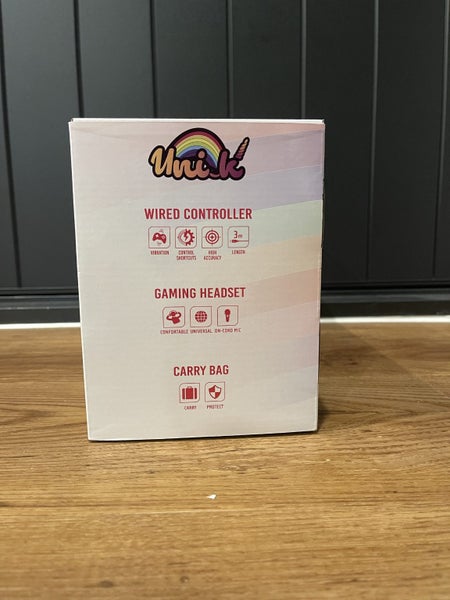 Unik
WIRED CONTROLLER
3m
VIBRATION CONTROL SHORTCUTS HIGH ACCURACY LENGTH
GAMING HEADSET
COMFORTABLE UNIVERSAL ON-CORD MIC
CARRY BAG
CARRY PROTECT